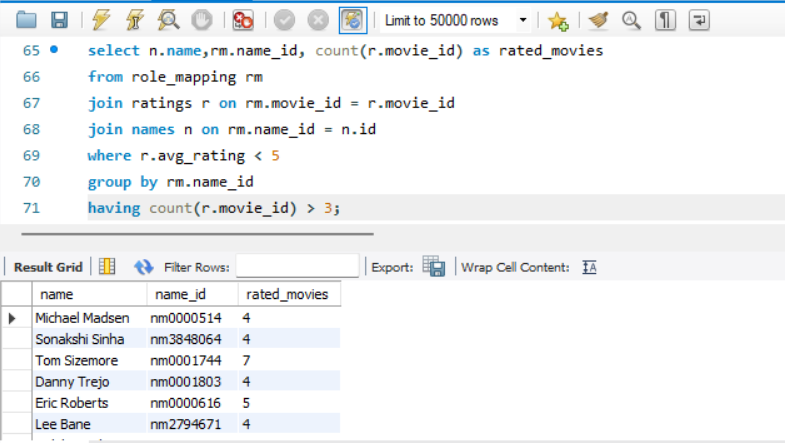 Limit to 50000 rows
65 select n.name,rm.name_id, count(r.movie_id) as rated_movies
66 from role_mapping rm
67 join ratings r on rm.movie_id = r.movie_id
68 join names n on rm.name_id = n.id
69 where r.avg_rating < 5
70 group by rm.name_id
71 having count(r.movie_id) > 3;
Result Grid Filter Rows: Export: Wrap Cell Content: IA
name name_id rated_movies
Michael Madsen nm0000514 4
Sonakshi Sinha nm3848064 4
Tom Sizemore nm0001744 7
Danny Trejo nm0001803 4
Eric Roberts nm0000616 5
Lee Bane nm2794671 4